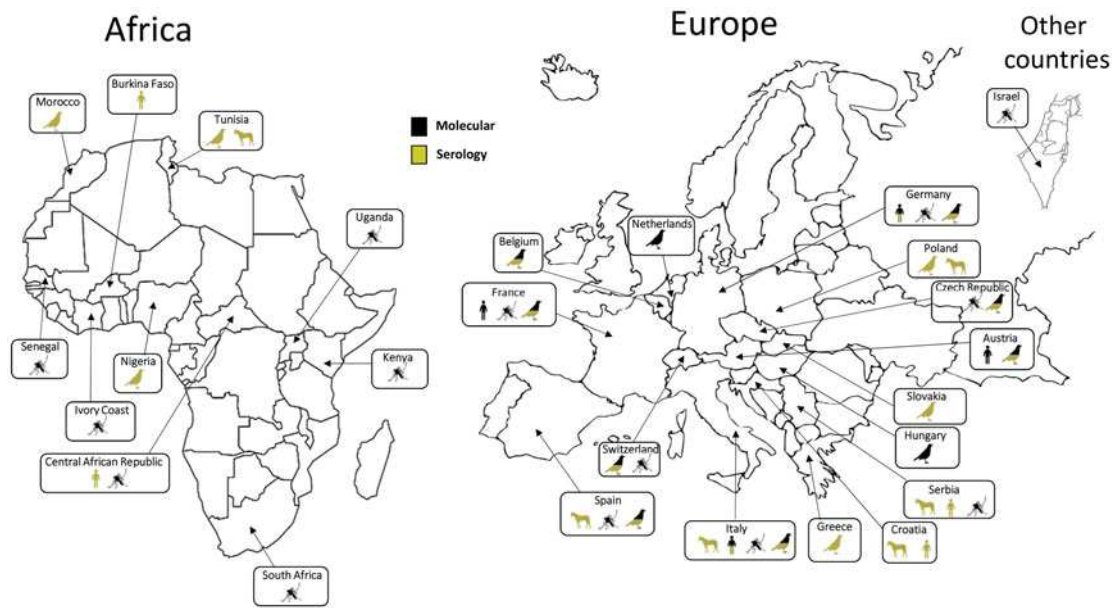 Africa
Europe
Other
countries
Burkina Faso
Morocco
Tunisia
Israel
Molecular
Serology
Uganda
Germany
Netherlands
Belgium
Poland
France
Czech Republic
Senegal
Nigeria
Kenya
Austria
Ivory Coast
Slovakia
Central African Republic
Switzerland
Hungary
Spain
Serbia
Italy
Greece
Croatia
South Africa